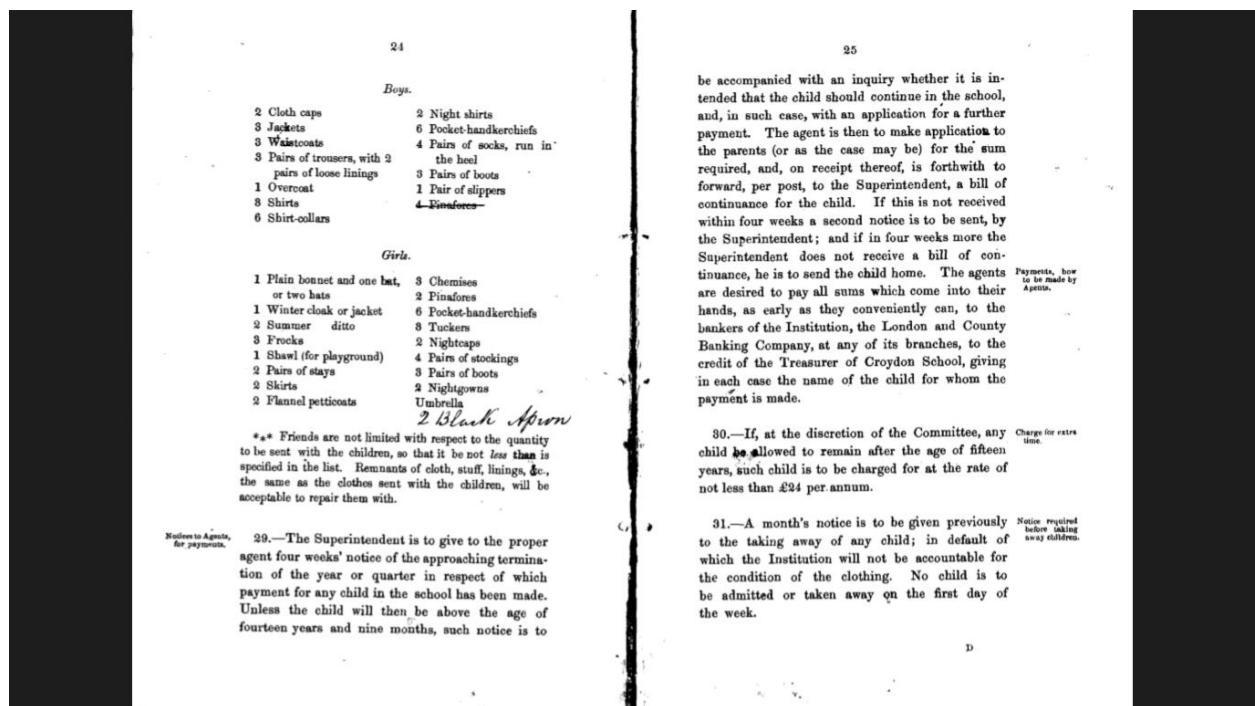 24
Boys.
2 Cloth caps
3 Jackets
3 Waistcoats
3 Pairs of trousers, with 2
pairs of loose linings
1 Overcoat
8 Shirts
6 Shirt-collars
2 Night shirts
6 Pocket-handkerchiefs
4 Pairs of socks, run in
the heel
3 Pairs of boots
1 Pair of slippers
4 Pinafores
Girls.
1 Plain bonnet and one hat,
or two hats
1 Winter cloak or jacket
2 Summer ditto
3 Frocks
1 Shawl (for playground)
2 Pairs of stays
2 Skirts
2 Flannel petticoats
3 Chemises
2 Pinafores
6 Pocket-handkerchiefs
8 Tuckers
2 Nightcaps
4 Pairs of stockings
3 Pairs of boots
2 Nightgowns
Umbrella
2 Black Apron
*** Friends are not limited with respect to the quantity
to be sent with the children, so that it be not less than is
specified in the list. Remnants of cloth, stuff, linings, &c.,
the same as the clothes sent with the children, will be
acceptable to repair them with.
Notices to Agents,
for payments.
29.—The Superintendent is to give to the proper
agent four weeks' notice of the approaching termina-
tion of the year or quarter in respect of which
payment for any child in the school has been made.
Unless the child will then be above the age of
fourteen years and nine months, such notice is to
25
be accompanied with an inquiry whether it is in-
tended that the child should continue in the school,
and, in such case, with an application for a further
payment. The agent is then to make application to
the parents (or as the case may be) for the sum
required, and, on receipt thereof, is forthwith to
forward, per post, to the Superintendent, a bill of
continuance for the child. If this is not received
within four weeks a second notice is to be sent, by
the Superintendent; and if in four weeks more the
Superintendent does not receive a bill of con-
tinuance, he is to send the child home. The agents
are desired to pay all sums which come into their
hands, as early as they conveniently can, to the
bankers of the Institution, the London and County
Banking Company, at any of its branches, to the
credit of the Treasurer of Croydon School, giving
in each case the name of the child for whom the
payment is made.
Payments, how
to be made by
Agents.
30.—If, at the discretion of the Committee, any
child be allowed to remain after the age of fifteen
years, such child is to be charged for at the rate of
not less than £24 per annum.
Charge for extra
time.
31.—A month's notice is to be given previously
to the taking away of any child; in default of
which the Institution will not be accountable for
the condition of the clothing. No child is to
be admitted or taken away on the first day of
the week.
Notice required
before taking
away children.
D